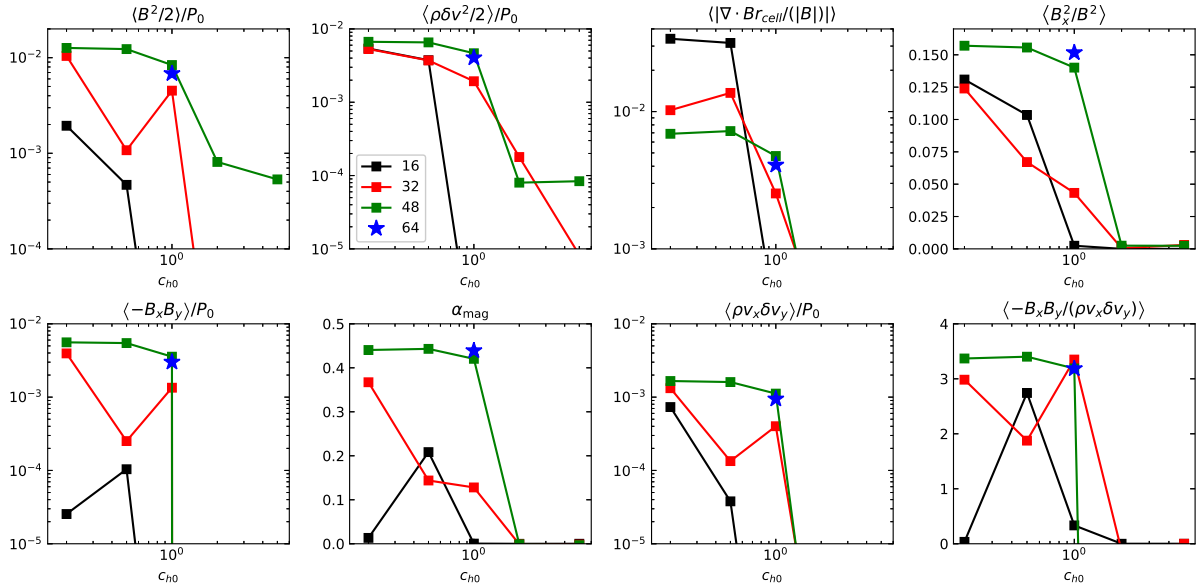 ⟨B²/2⟩/P₀
⟨ρδv²/2⟩/P₀
⟨|∇ · Br_cell/(|B|)|⟩
⟨B_x²/B²⟩
10⁻²
10⁻³
10⁻⁴
10⁰
c_h0
10⁻²
10⁻³
10⁻⁴
10⁻⁵
16
32
48
64
10⁰
c_h0
10⁻²
10⁻³
10⁰
c_h0
0.150
0.125
0.100
0.075
0.050
0.025
0.000
10⁰
c_h0
⟨−B_xB_y⟩/P₀
α_mag
⟨ρv_xδv_y⟩/P₀
⟨−B_xB_y/(ρv_xδv_y)⟩
10⁻²
10⁻³
10⁻⁴
10⁻⁵
10⁰
c_h0
0.5
0.4
0.3
0.2
0.1
0.0
10⁰
c_h0
10⁻²
10⁻³
10⁻⁴
10⁻⁵
10⁰
c_h0
4
3
2
1
0
10⁰
c_h0